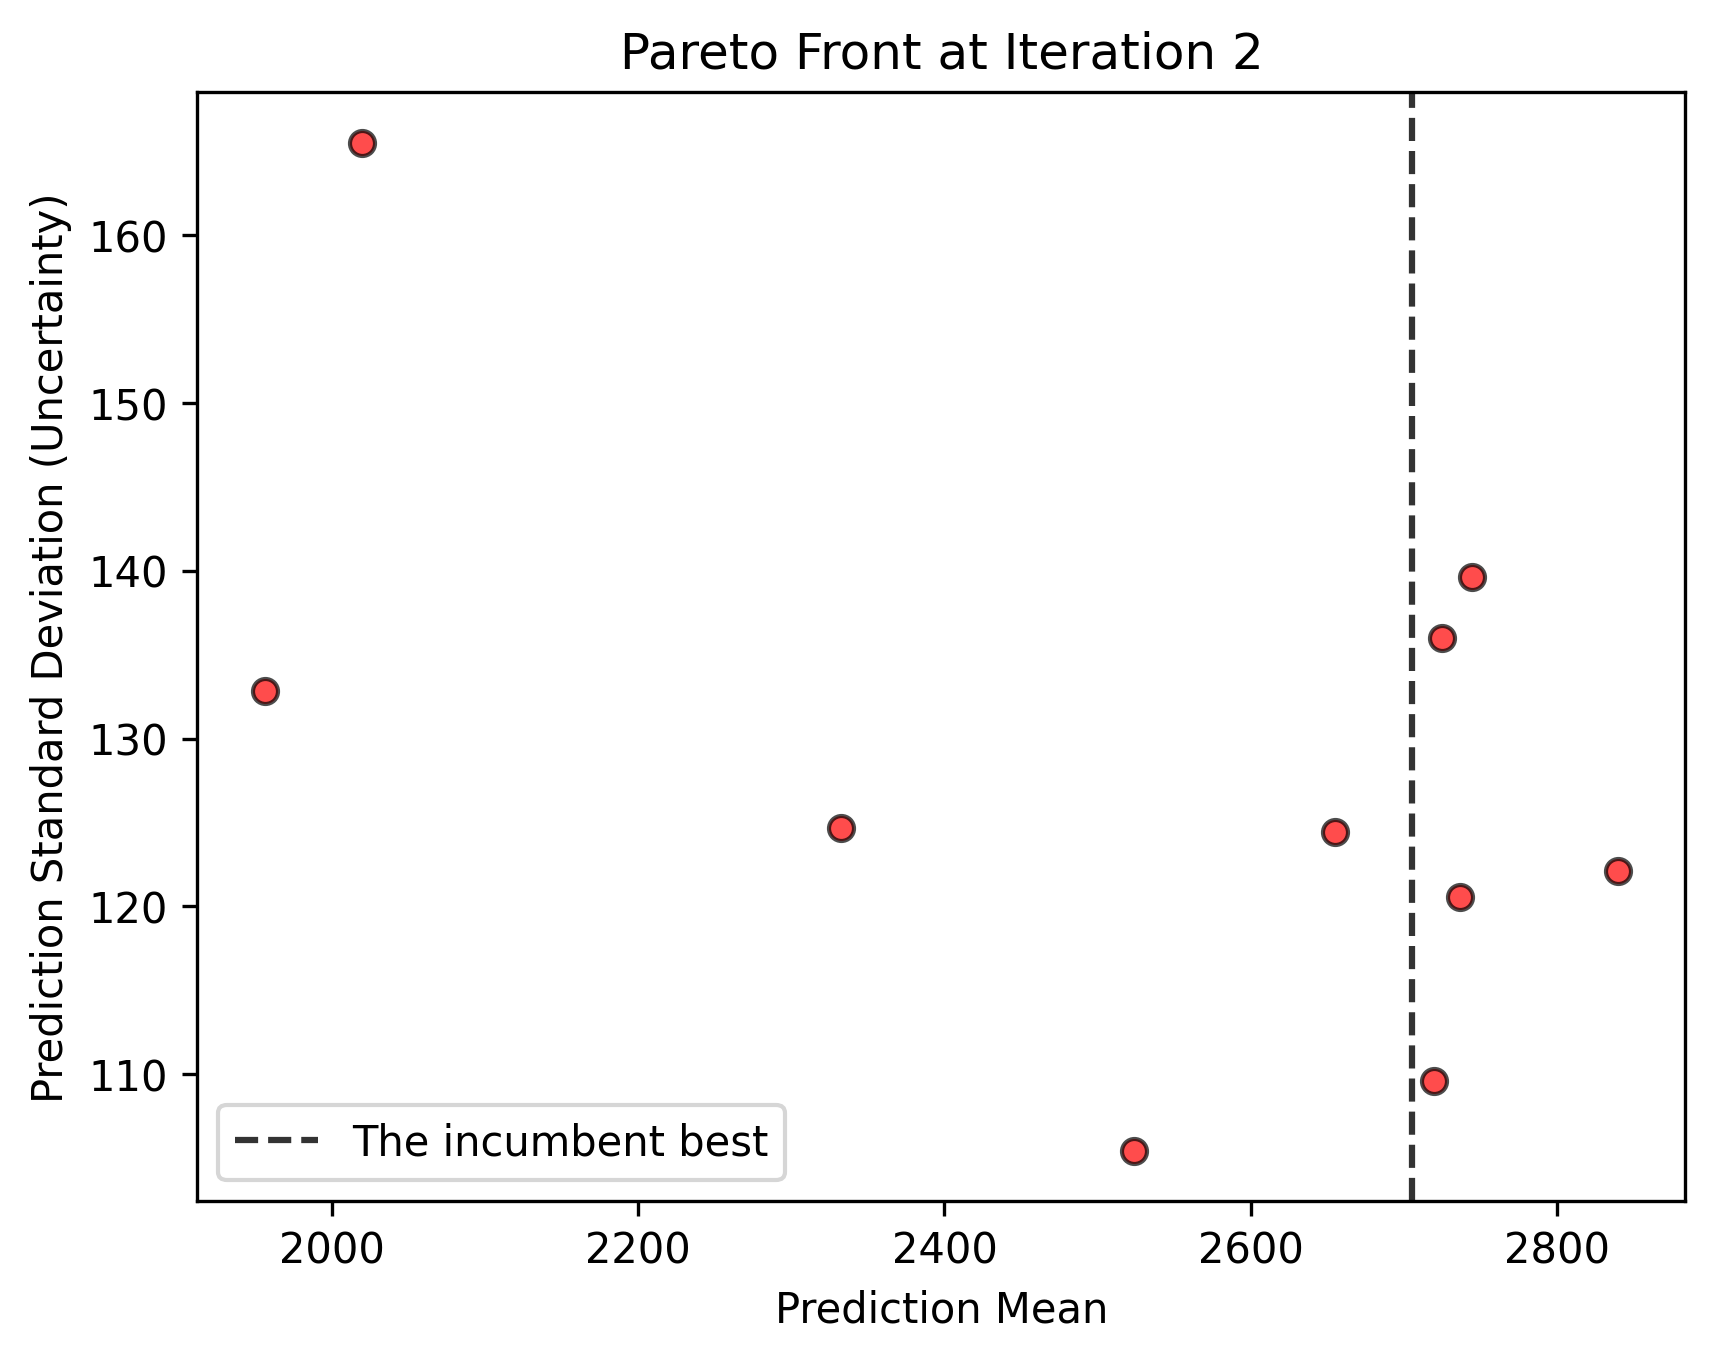 Pareto Front at Iteration 2
Prediction Standard Deviation (Uncertainty)
160
150
140
130
120
110
The incumbent best
2000 2200 2400 2600 2800
Prediction Mean